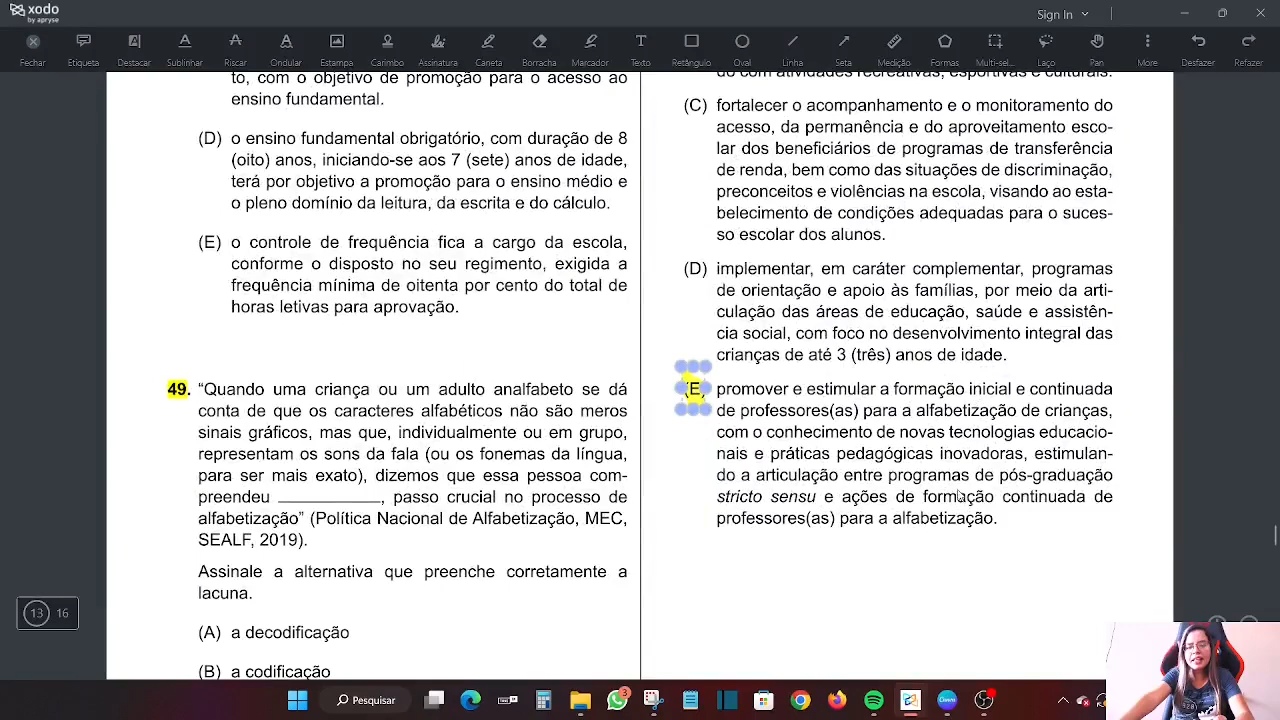 xodo
by apryse
Sign In
Fechar
Etiqueta
Destacar
Sublinhar
Riscar
Ondular
Estampa
Carimbo
Assinatura
Caneta
Borracha
Marcador
Texto
Retângulo
Oval
Linha
Seta
Medição
Formas
Multi-sel...
Laço
Pan
Mais
Desfazer
Refazer
to, com o objetivo de promoção para o acesso ao
ensino fundamental.
(D) o ensino fundamental obrigatório, com duração de 8
(oito) anos, iniciando-se aos 7 (sete) anos de idade,
terá por objetivo a promoção para o ensino médio e
o pleno domínio da leitura, da escrita e do cálculo.
(E) o controle de frequência fica a cargo da escola,
conforme o disposto no seu regimento, exigida a
frequência mínima de oitenta por cento do total de
horas letivas para aprovação.
49. “Quando uma criança ou um adulto analfabeto se dá
conta de que os caracteres alfabéticos não são meros
sinais gráficos, mas que, individualmente ou em grupo,
representam os sons da fala (ou os fonemas da língua,
para ser mais exato), dizemos que essa pessoa com-
preendeu ____________, passo crucial no processo de
alfabetização” (Política Nacional de Alfabetização, MEC,
SEALF, 2019).
Assinale a alternativa que preenche corretamente a
lacuna.
(A) a decodificação
(B) a codificação
do com atividades recreativas, esportivas e culturais.
(C) fortalecer o acompanhamento e o monitoramento do
acesso, da permanência e do aproveitamento esco-
lar dos beneficiários de programas de transferência
de renda, bem como das situações de discriminação,
preconceitos e violências na escola, visando ao esta-
belecimento de condições adequadas para o suces-
so escolar dos alunos.
(D) implementar, em caráter complementar, programas
de orientação e apoio às famílias, por meio da arti-
culação das áreas de educação, saúde e assistên-
cia social, com foco no desenvolvimento integral das
crianças de até 3 (três) anos de idade.
(E) promover e estimular a formação inicial e continuada
de professores(as) para a alfabetização de crianças,
com o conhecimento de novas tecnologias educacio-
nais e práticas pedagógicas inovadoras, estimulan-
do a articulação entre programas de pós-graduação
stricto sensu e ações de formação continuada de
professores(as) para a alfabetização.
13 16
Pesquisar
3
Canva